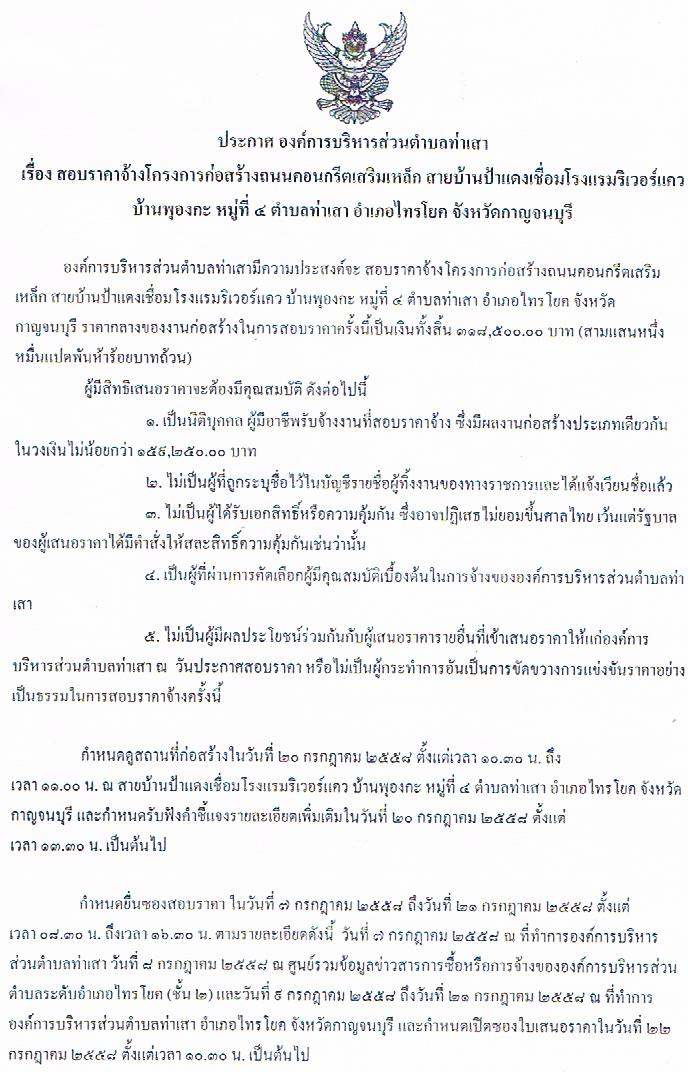 ประกาศ องค์การบริหารส่วนตำบลท่าเสา
เรื่อง สอบราคาจ้างโครงการก่อสร้างถนนคอนกรีตเสริมเหล็ก สายบ้านป้าแดงเชื่อมโรงแรมริเวอร์แคว
บ้านพุองกะ หมู่ที่ ๔ ตำบลท่าเสา อำเภอไทรโยค จังหวัดกาญจนบุรี
องค์การบริหารส่วนตำบลท่าเสามีความประสงค์จะ สอบราคาจ้างโครงการก่อสร้างถนนคอนกรีตเสริม
เหล็ก สายบ้านป้าแดงเชื่อมโรงแรมริเวอร์แคว บ้านพุองกะ หมู่ที่ ๔ ตำบลท่าเสา อำเภอไทรโยค จังหวัด
กาญจนบุรี ราคากลางของงานก่อสร้างในการสอบราคาครั้งนี้เป็นเงินทั้งสิ้น ๓๑๘,๕๐๐.๐๐ บาท (สามแสนหนึ่ง
หมื่นแปดพันห้าร้อยบาทถ้วน)
ผู้มีสิทธิเสนอราคาจะต้องมีคุณสมบัติ ดังต่อไปนี้
๑. เป็นนิติบุคคล ผู้มีอาชีพรับจ้างงานที่สอบราคาจ้าง ซึ่งมีผลงานก่อสร้างประเภทเดียวกัน
ในวงเงินไม่น้อยกว่า ๑๕๙,๒๕๐.๐๐ บาท
๒. ไม่เป็นผู้ที่ถูกระบุชื่อไว้ในบัญชีรายชื่อผู้ทิ้งงานของทางราชการและได้แจ้งเวียนชื่อแล้ว
๓. ไม่เป็นผู้ได้รับเอกสิทธิ์หรือความคุ้มกัน ซึ่งอาจปฏิเสธไม่ยอมขึ้นศาลไทย เว้นแต่รัฐบาล
ของผู้เสนอราคาได้มีคำสั่งให้สละสิทธิ์ความคุ้มกันเช่นว่านั้น
๔. เป็นผู้ที่ผ่านการคัดเลือกผู้มีคุณสมบัติเบื้องต้นในการจ้างขององค์การบริหารส่วนตำบลท่า
เสา
๕. ไม่เป็นผู้มีผลประโยชน์ร่วมกันกับผู้เสนอราคารายอื่นที่เข้าเสนอราคาให้แก่องค์การ
บริหารส่วนตำบลท่าเสา ณ วันประกาศสอบราคา หรือไม่เป็นผู้กระทำการอันเป็นการขัดขวางการแข่งขันราคาอย่าง
เป็นธรรมในการสอบราคาจ้างครั้งนี้
กำหนดดูสถานที่ก่อสร้างในวันที่ ๒๐ กรกฎาคม ๒๕๕๘ ตั้งแต่เวลา ๑๐.๓๐ น. ถึง
เวลา ๑๑.๐๐ น. ณ สายบ้านป้าแดงเชื่อมโรงแรมริเวอร์แคว บ้านพุองกะ หมู่ที่ ๔ ตำบลท่าเสา อำเภอไทรโยค จังหวัด
กาญจนบุรี และกำหนดรับฟังคำชี้แจงรายละเอียดเพิ่มเติมในวันที่ ๒๐ กรกฎาคม ๒๕๕๘ ตั้งแต่
เวลา ๑๓.๓๐ น. เป็นต้นไป
กำหนดยื่นซองสอบราคา ในวันที่ ๗ กรกฎาคม ๒๕๕๘ ถึงวันที่ ๒๑ กรกฎาคม ๒๕๕๘ ตั้งแต่
เวลา ๐๘.๓๐ น. ถึงเวลา ๑๖.๓๐ น. ตามรายละเอียดดังนี้ วันที่ ๗ กรกฎาคม ๒๕๕๘ ณ ที่ทำการองค์การบริหาร
ส่วนตำบลท่าเสา วันที่ ๘ กรกฎาคม ๒๕๕๘ ณ ศูนย์รวมข้อมูลข่าวสารการซื้อหรือการจ้างขององค์การบริหารส่วน
ตำบลระดับอำเภอไทรโยค (ชั้น ๒) และวันที่ ๙ กรกฎาคม ๒๕๕๘ ถึงวันที่ ๒๑ กรกฎาคม ๒๕๕๘ ณ ที่ทำการ
องค์การบริหารส่วนตำบลท่าเสา อำเภอไทรโยค จังหวัดกาญจนบุรี และกำหนดเปิดซองใบเสนอราคาในวันที่ ๒๒
กรกฎาคม ๒๕๕๘ ตั้งแต่เวลา ๑๐.๓๐ น. เป็นต้นไป